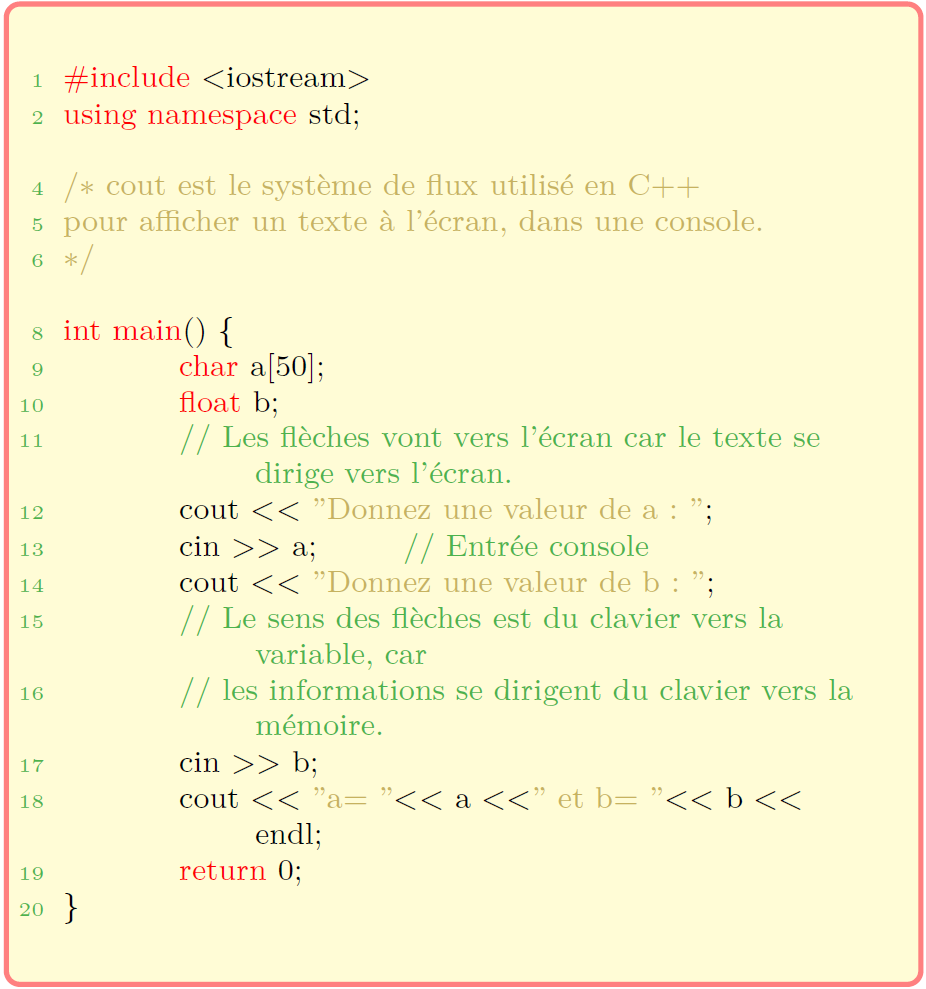 1 #include <iostream>
2 using namespace std;
4 /* cout est le système de flux utilisé en C++
5 pour afficher un texte à l'écran, dans une console.
6 */
8 int main() {
9 char a[50];
10 float b;
11 // Les flèches vont vers l'écran car le texte se
dirige vers l'écran.
12 cout << "Donnez une valeur de a : ";
13 cin >> a; // Entrée console
14 cout << "Donnez une valeur de b : ";
15 // Le sens des flèches est du clavier vers la
variable, car
16 // les informations se dirigent du clavier vers la
mémoire.
17 cin >> b;
18 cout << "a= "<< a <<" et b= "<< b <<
endl;
19 return 0;
20 }